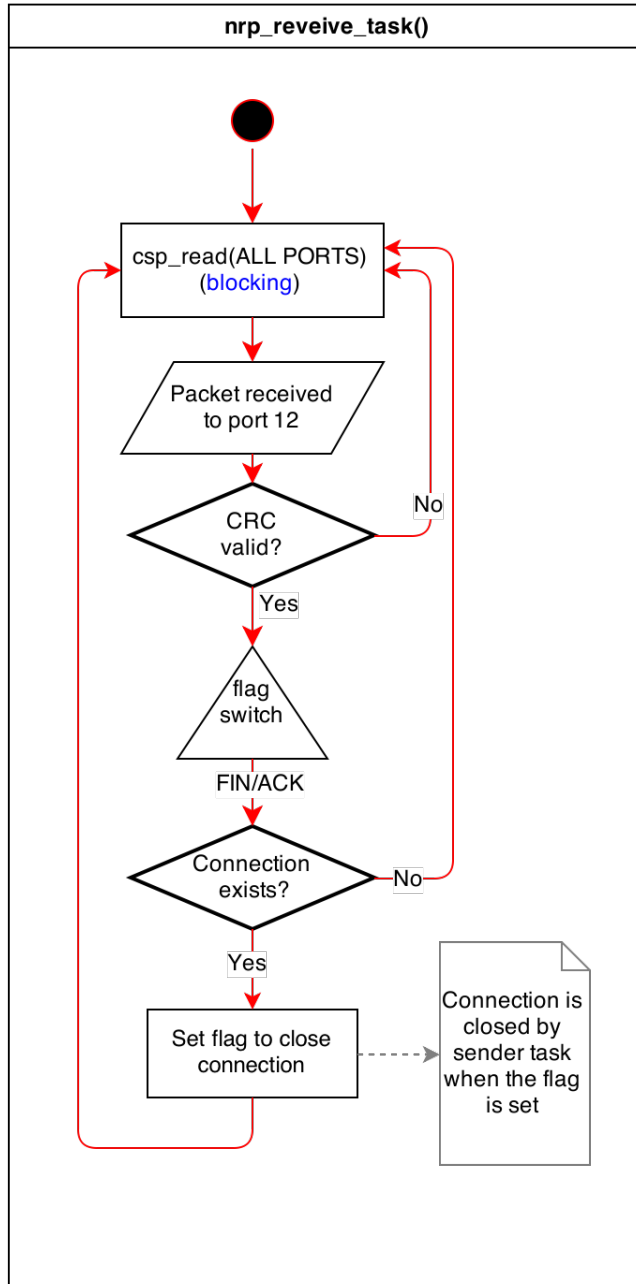 nrp_reveive_task()
csp_read(ALL PORTS)
(blocking)
Packet received
to port 12
CRC
valid?
No
Yes
flag
switch
FIN/ACK
Connection
exists?
No
Yes
Set flag to close
connection
Connection is
closed by
sender task
when the flag
is set